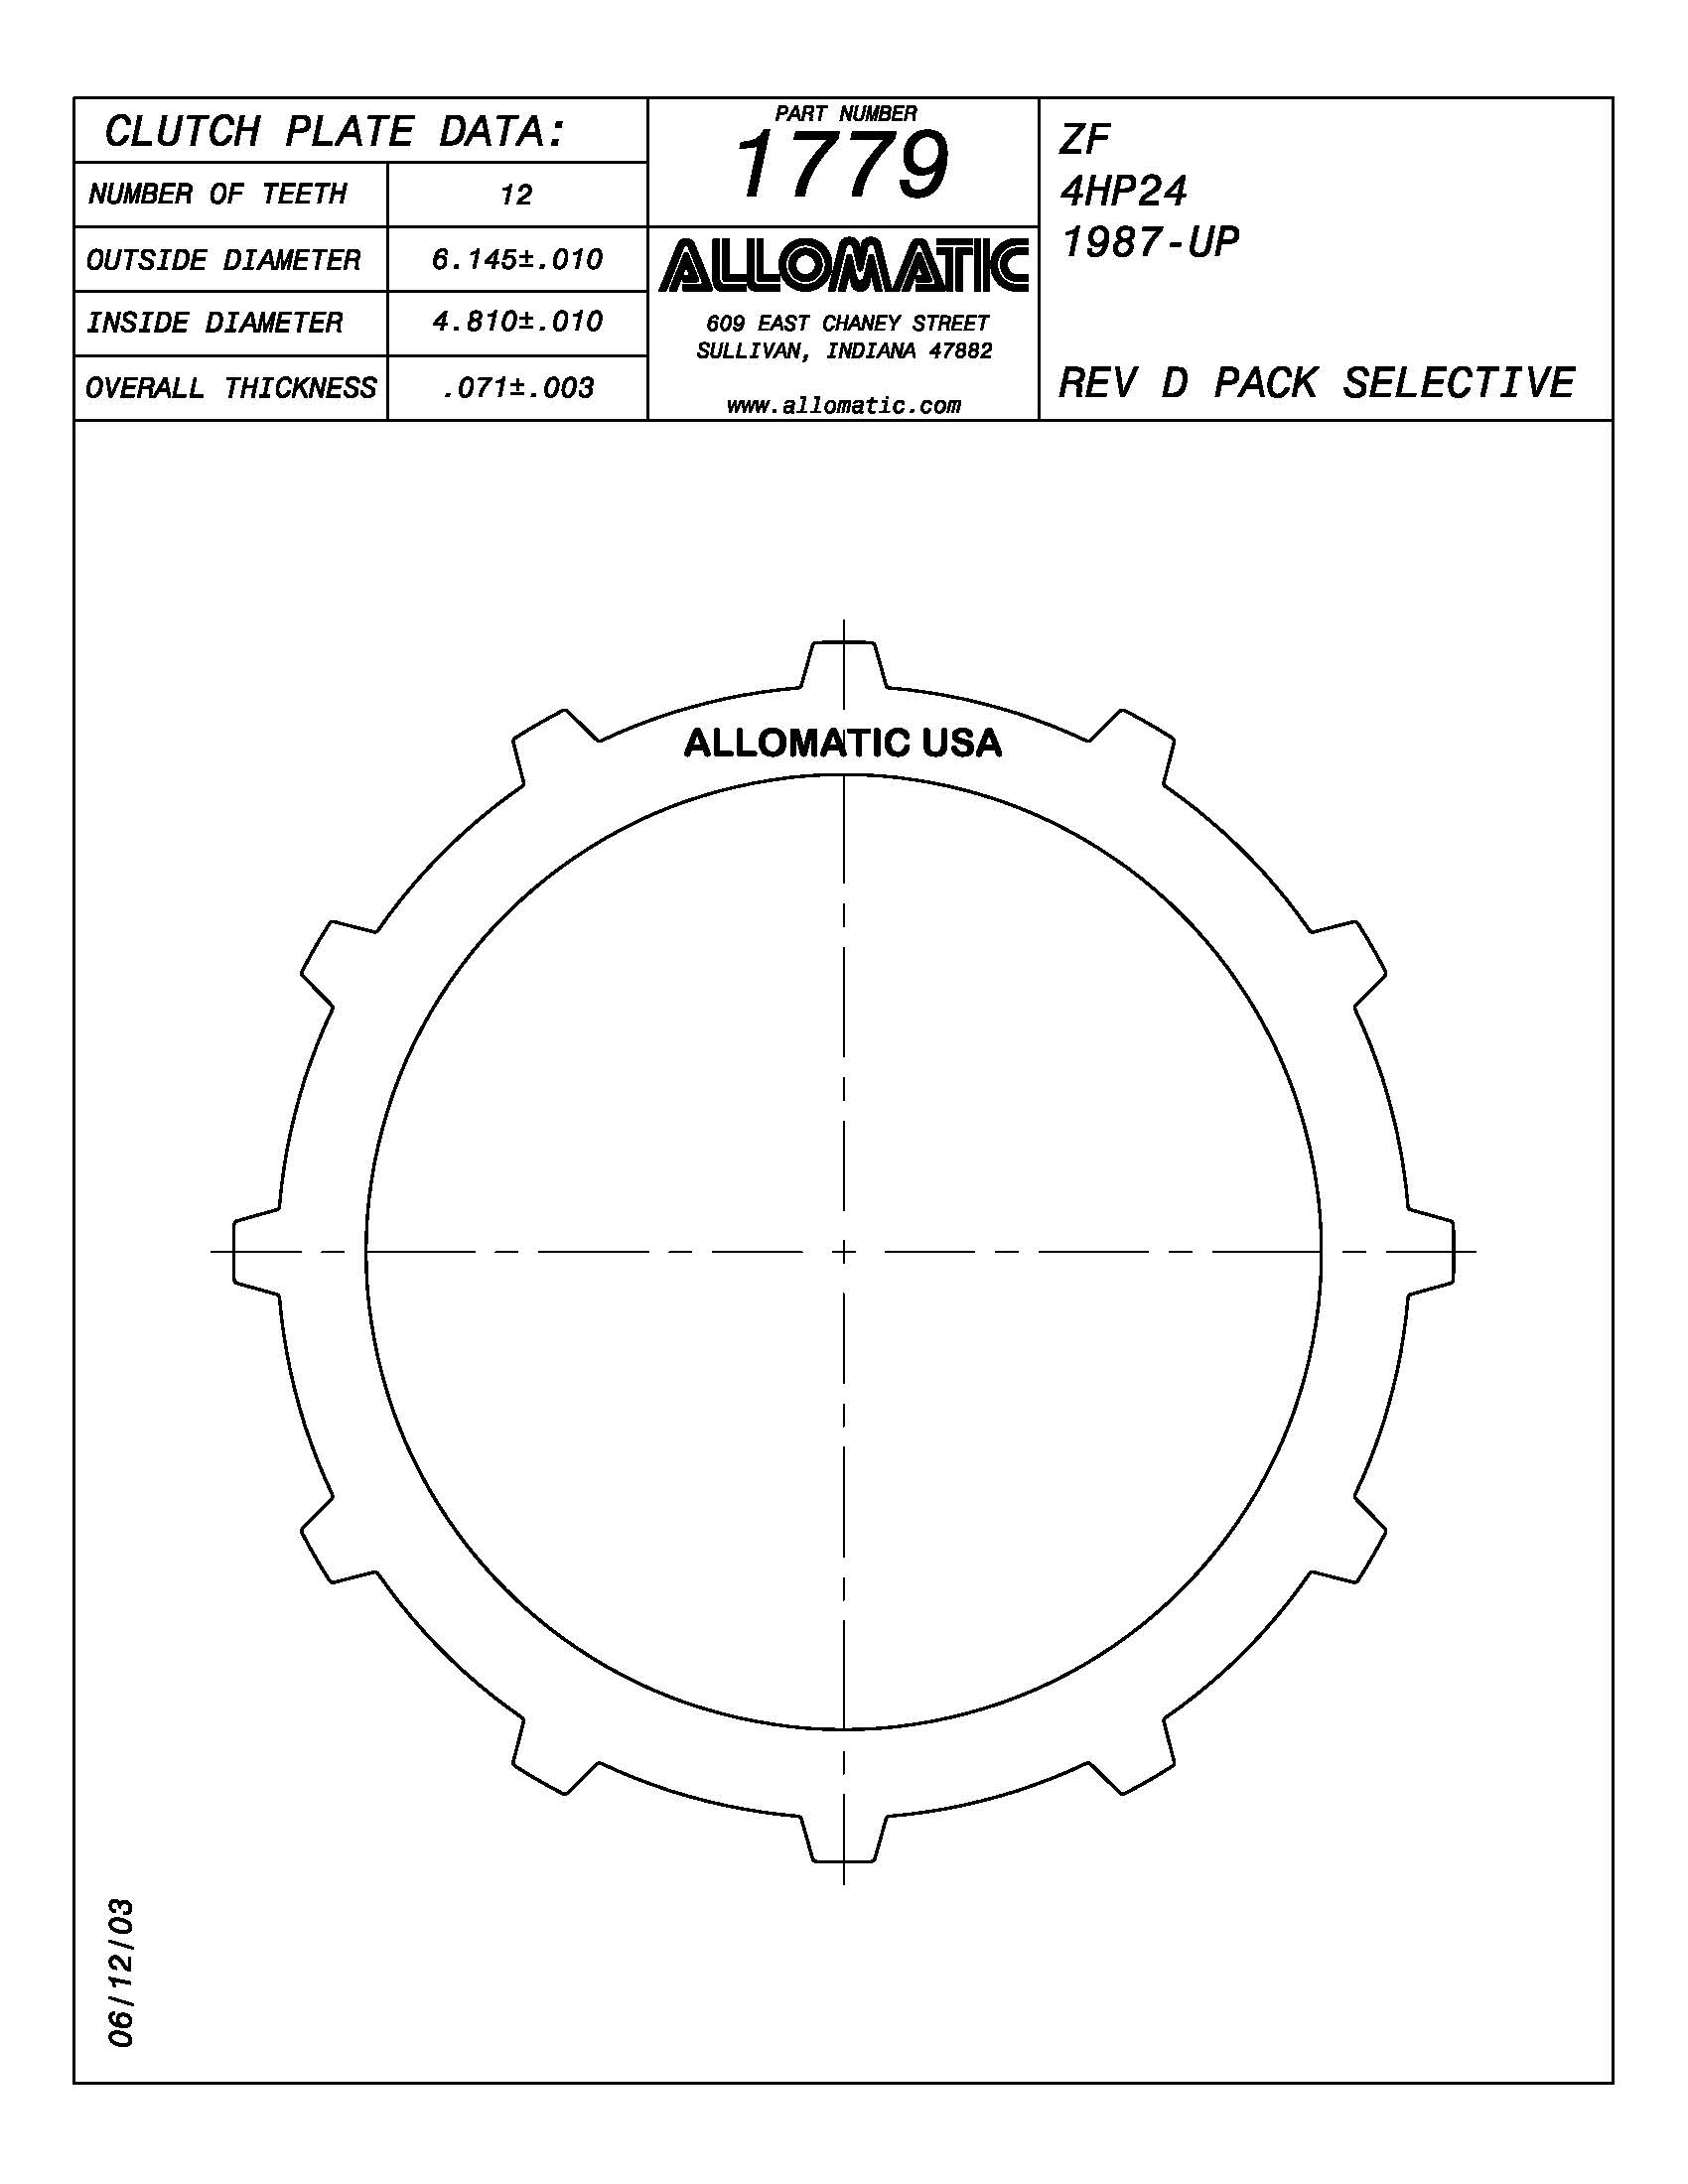 CLUTCH PLATE DATA:
NUMBER OF TEETH 12
OUTSIDE DIAMETER 6.145±.010
INSIDE DIAMETER 4.810±.010
OVERALL THICKNESS .071±.003
PART NUMBER
1779
ALLOMATIC
609 EAST CHANEY STREET
SULLIVAN, INDIANA 47882
www.allomatic.com
ZF
4HP24
1987-UP
REV D PACK SELECTIVE
ALLOMATIC USA
06/12/03